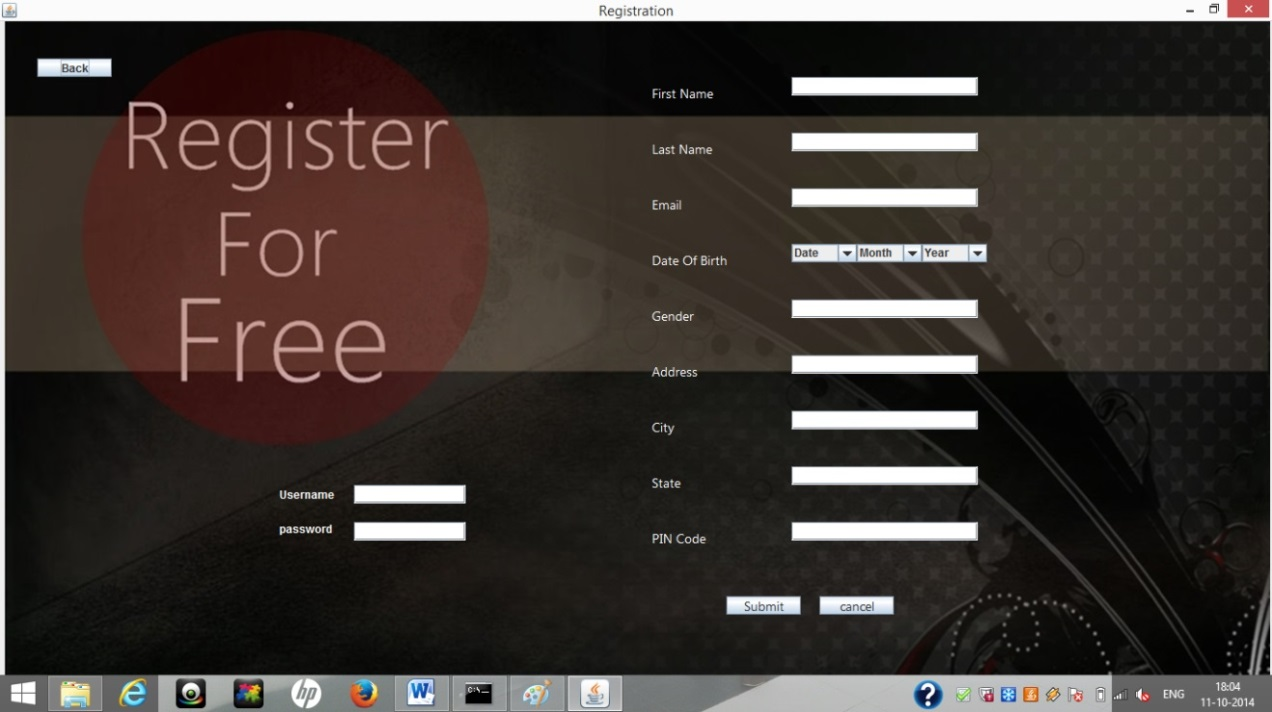 Registration
Back
Register
For
Free
Username
password
First Name
Last Name
Email
Date Of Birth
Date Month Year
Gender
Address
City
State
PIN Code
Submit cancel
hp
W
C:\_
?
ENG
18:04
11-10-2014